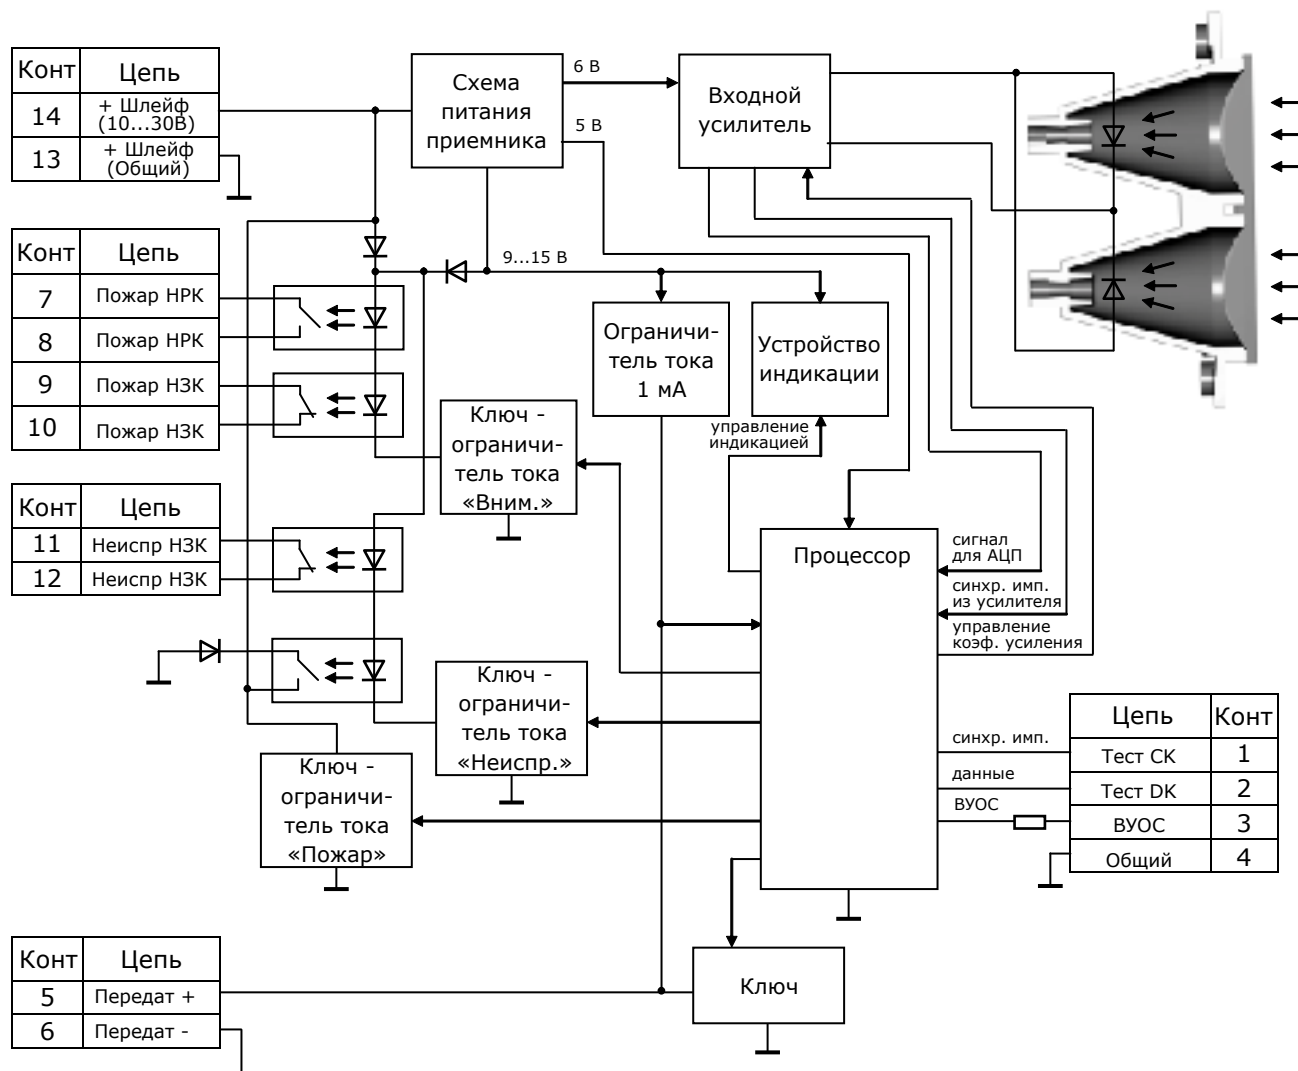 Конт Цепь
14 + Шлейф
(10...30В)
13 + Шлейф
(Общий)
Схема
питания
приемника
6 В
5 В
Входной
усилитель
9...15 В
Конт Цепь
7 Пожар НРК
8 Пожар НРК
9 Пожар НЗК
10 Пожар НЗК
Ограничи-
тель тока
1 мА
Устройство
индикации
управление
индикацией
Ключ -
ограничи-
тель тока
«Вним.»
Конт Цепь
11 Неиспр НЗК
12 Неиспр НЗК
Процессор
сигнал
для АЦП
синхр. имп.
из усилителя
управление
коэф. усиления
Ключ -
ограничи-
тель тока
«Неиспр.»
Ключ -
ограничи-
тель тока
«Пожар»
синхр. имп.
данные
ВУОС
Цепь Конт
Тест СК 1
Тест DK 2
ВУОС 3
Общий 4
Конт Цепь
5 Передат +
6 Передат -
Ключ